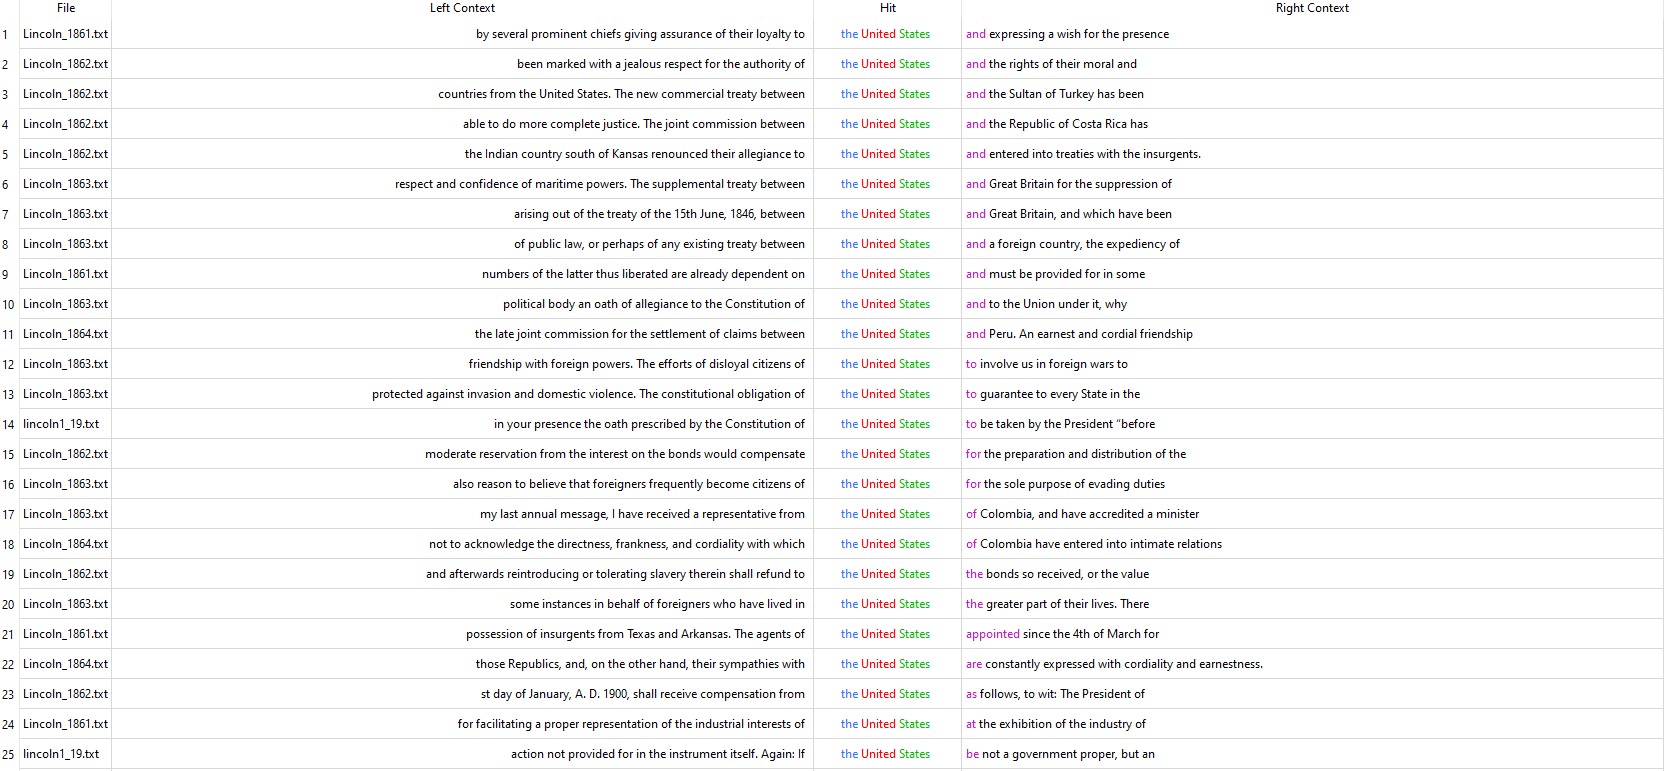 File Left Context Hit Right Context
1 Lincoln_1861.txt by several prominent chiefs giving assurance of their loyalty to the United States and expressing a wish for the presence
2 Lincoln_1862.txt been marked with a jealous respect for the authority of the United States and the rights of their moral and
3 Lincoln_1862.txt countries from the United States. The new commercial treaty between the United States and the Sultan of Turkey has been
4 Lincoln_1862.txt able to do more complete justice. The joint commission between the United States and the Republic of Costa Rica has
5 Lincoln_1862.txt the Indian country south of Kansas renounced their allegiance to the United States and entered into treaties with the insurgents.
6 Lincoln_1863.txt respect and confidence of maritime powers. The supplemental treaty between the United States and Great Britain for the suppression of
7 Lincoln_1863.txt arising out of the treaty of the 15th June, 1846, between the United States and Great Britain, and which have been
8 Lincoln_1863.txt of public law, or perhaps of any existing treaty between the United States and a foreign country, the expediency of
9 Lincoln_1861.txt numbers of the latter thus liberated are already dependent on the United States and must be provided for in some
10 Lincoln_1863.txt political body an oath of allegiance to the Constitution of the United States and to the Union under it, why
11 Lincoln_1864.txt the late joint commission for the settlement of claims between the United States and Peru. An earnest and cordial friendship
12 Lincoln_1863.txt friendship with foreign powers. The efforts of disloyal citizens of the United States to involve us in foreign wars to
13 Lincoln_1863.txt protected against invasion and domestic violence. The constitutional obligation of the United States to guarantee to every State in the
14 lincoln1_19.txt in your presence the oath prescribed by the Constitution of the United States to be taken by the President "before
15 Lincoln_1862.txt moderate reservation from the interest on the bonds would compensate the United States for the preparation and distribution of the
16 Lincoln_1863.txt also reason to believe that foreigners frequently become citizens of the United States for the sole purpose of evading duties
17 Lincoln_1863.txt my last annual message, I have received a representative from the United States of Colombia, and have accredited a minister
18 Lincoln_1864.txt not to acknowledge the directness, frankness, and cordiality with which the United States of Colombia have entered into intimate relations
19 Lincoln_1862.txt and afterwards reintroducing or tolerating slavery therein shall refund to the United States the bonds so received, or the value
20 Lincoln_1863.txt some instances in behalf of foreigners who have lived in the United States the greater part of their lives. There
21 Lincoln_1861.txt possession of insurgents from Texas and Arkansas. The agents of the United States appointed since the 4th of March for
22 Lincoln_1864.txt those Republics, and, on the other hand, their sympathies with the United States are constantly expressed with cordiality and earnestness.
23 Lincoln_1862.txt st day of January, A. D. 1900, shall receive compensation from the United States as follows, to wit: The President of
24 Lincoln_1861.txt for facilitating a proper representation of the industrial interests of the United States at the exhibition of the industry of
25 lincoln1_19.txt action not provided for in the instrument itself. Again: If the United States be not a government proper, but an